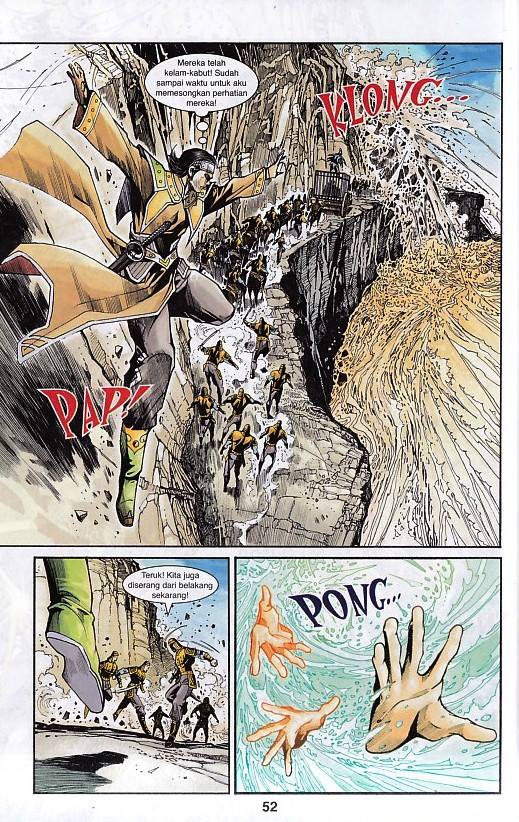 Mereka telah
kelam-kabut! Sudah
sampai waktu untuk aku
memesongkan perhatian
mereka!
KLONG...
PAP!
Teruk! Kita juga
diserang dari belakang
sekarang!
PONG...
52